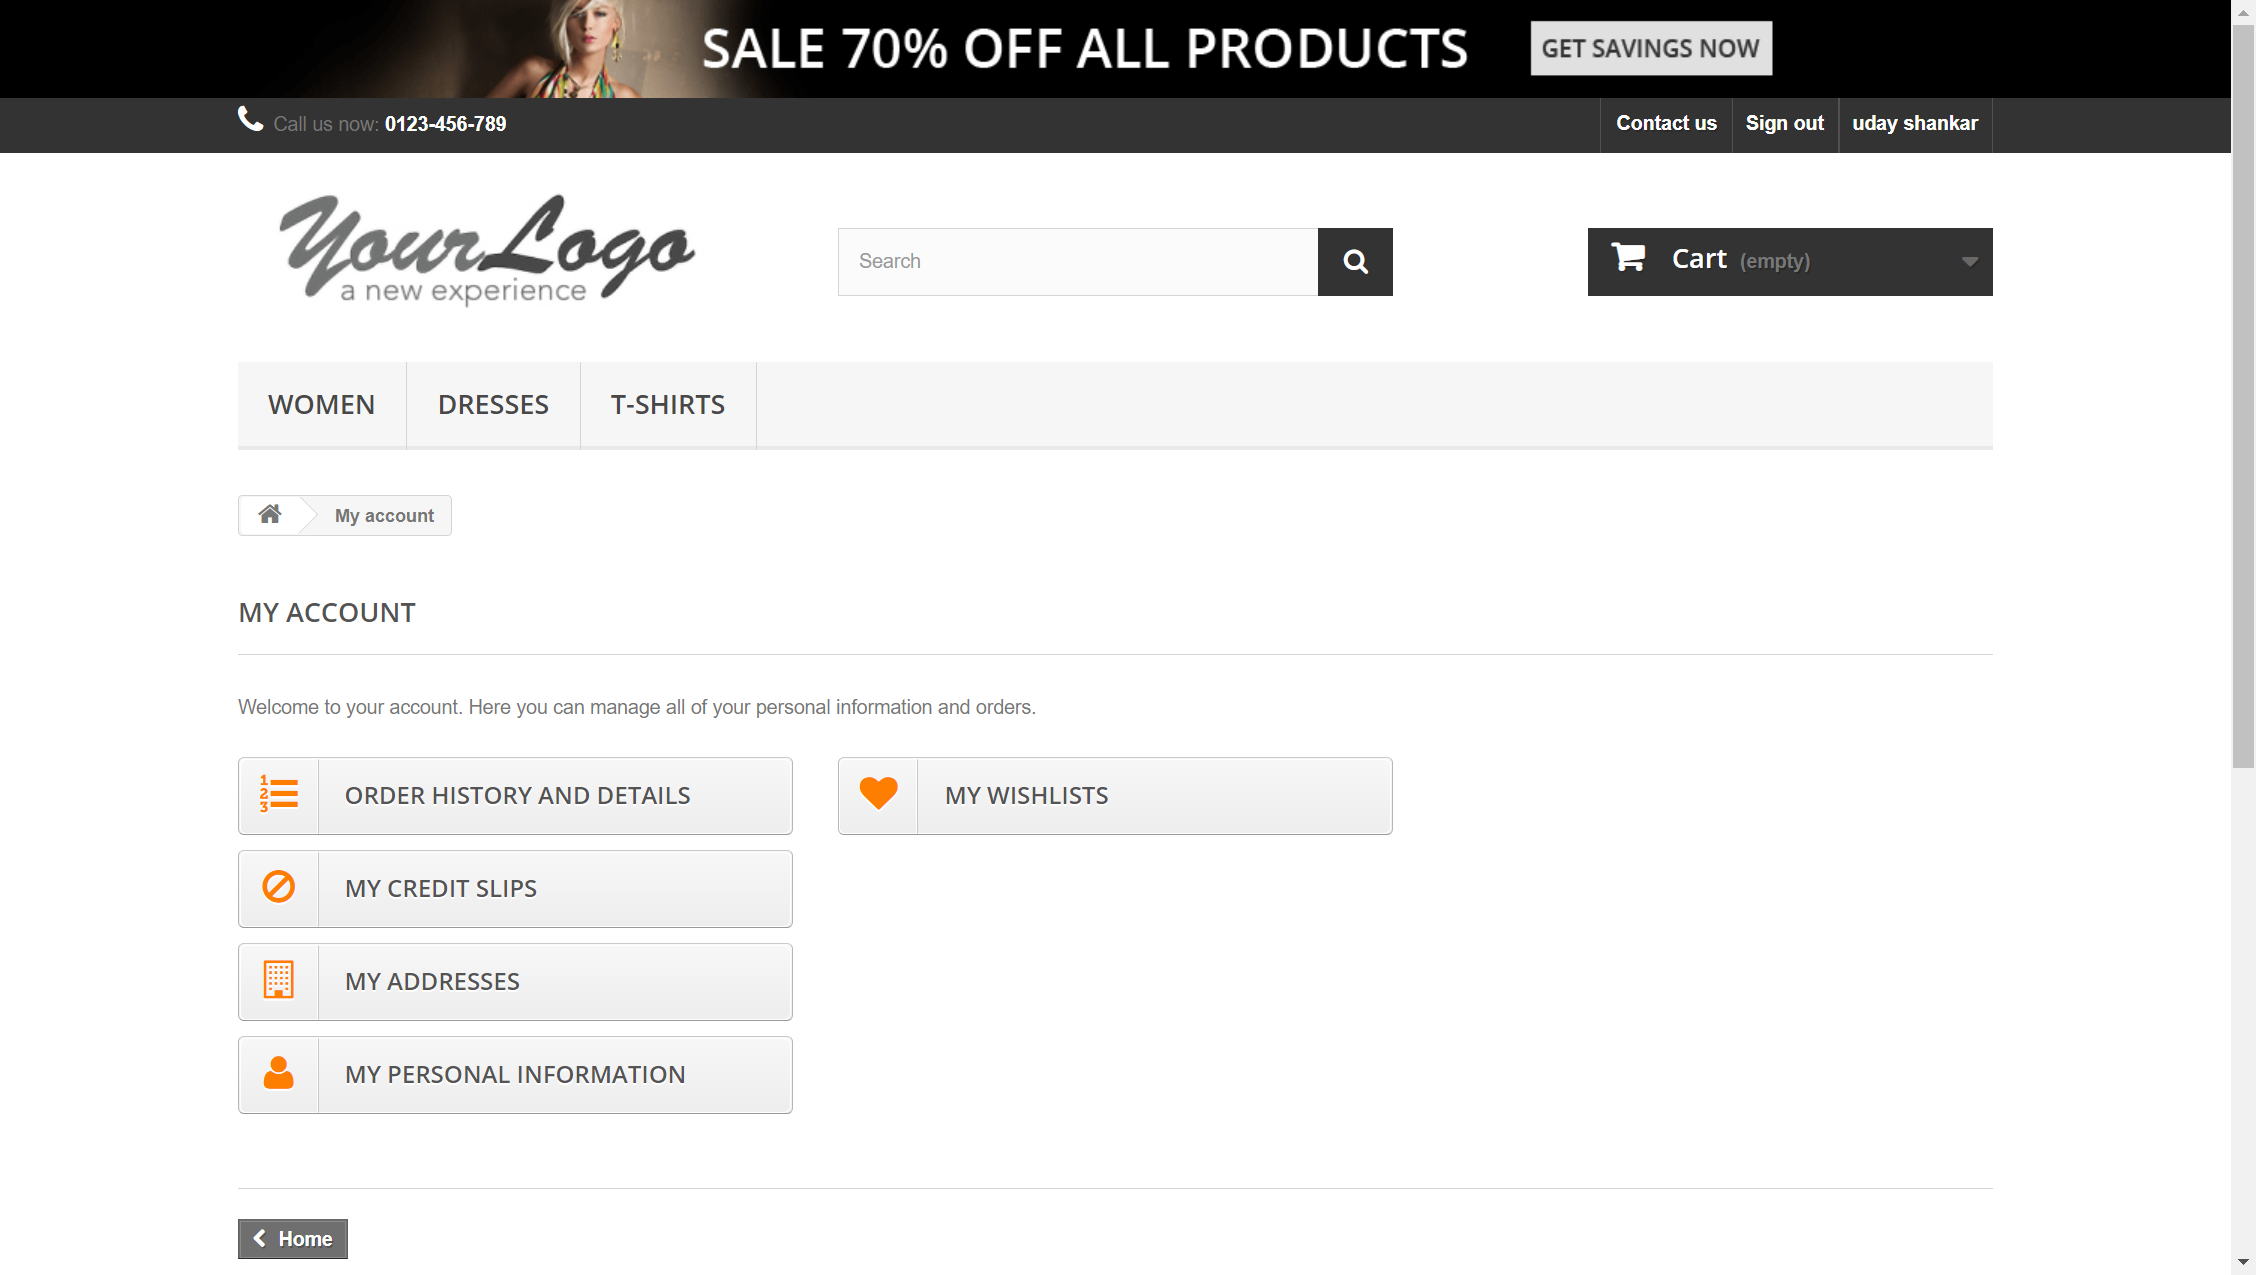 SALE 70% OFF ALL PRODUCTS
GET SAVINGS NOW
Call us now: 0123-456-789
Contact us
Sign out
uday shankar
YourLogo
a new experience
Search
Cart (empty)
WOMEN
DRESSES
T-SHIRTS
My account
MY ACCOUNT
Welcome to your account. Here you can manage all of your personal information and orders.
1
2
3
ORDER HISTORY AND DETAILS
MY WISHLISTS
MY CREDIT SLIPS
MY ADDRESSES
MY PERSONAL INFORMATION
Home